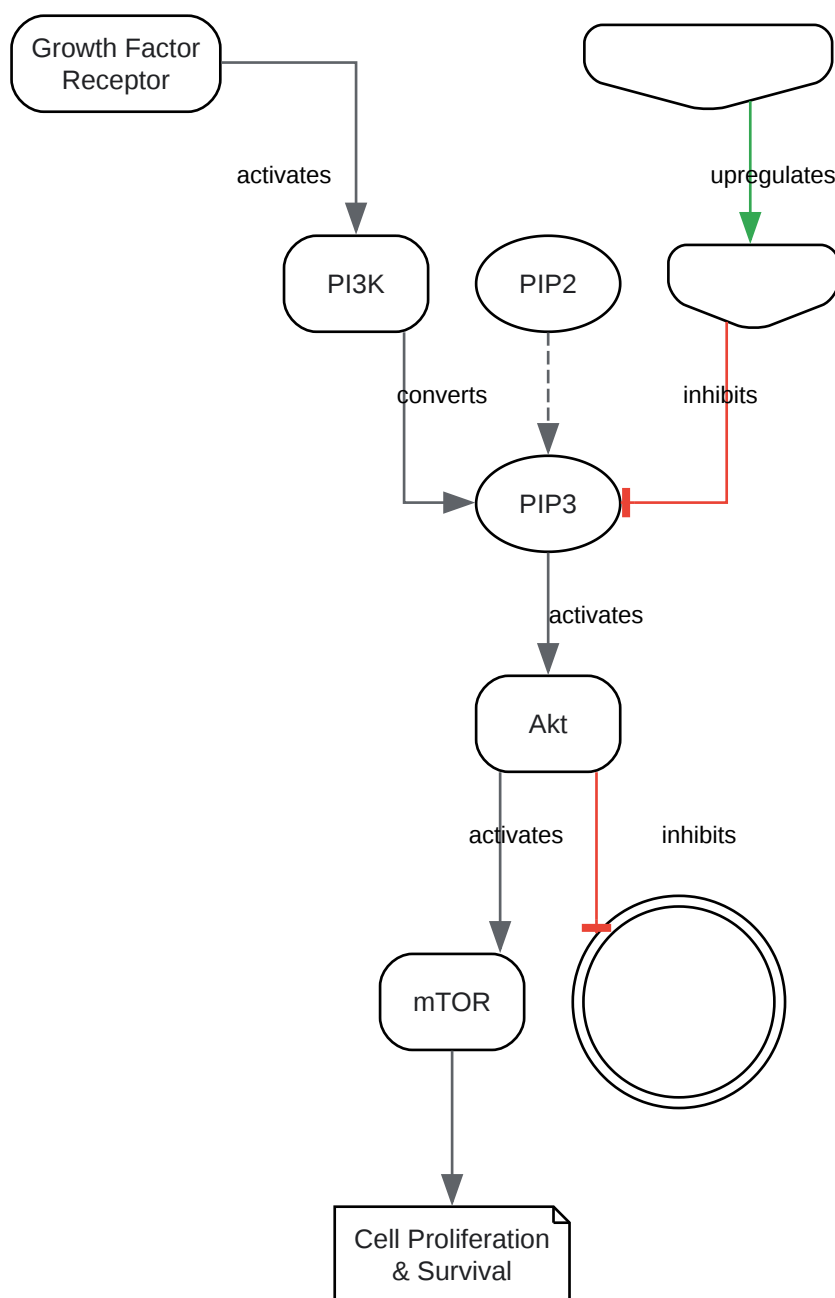 Growth Factor
Receptor
activates
upregulates
PI3K
PIP2
converts
inhibits
PIP3
activates
Akt
activates
inhibits
mTOR
Cell Proliferation
& Survival